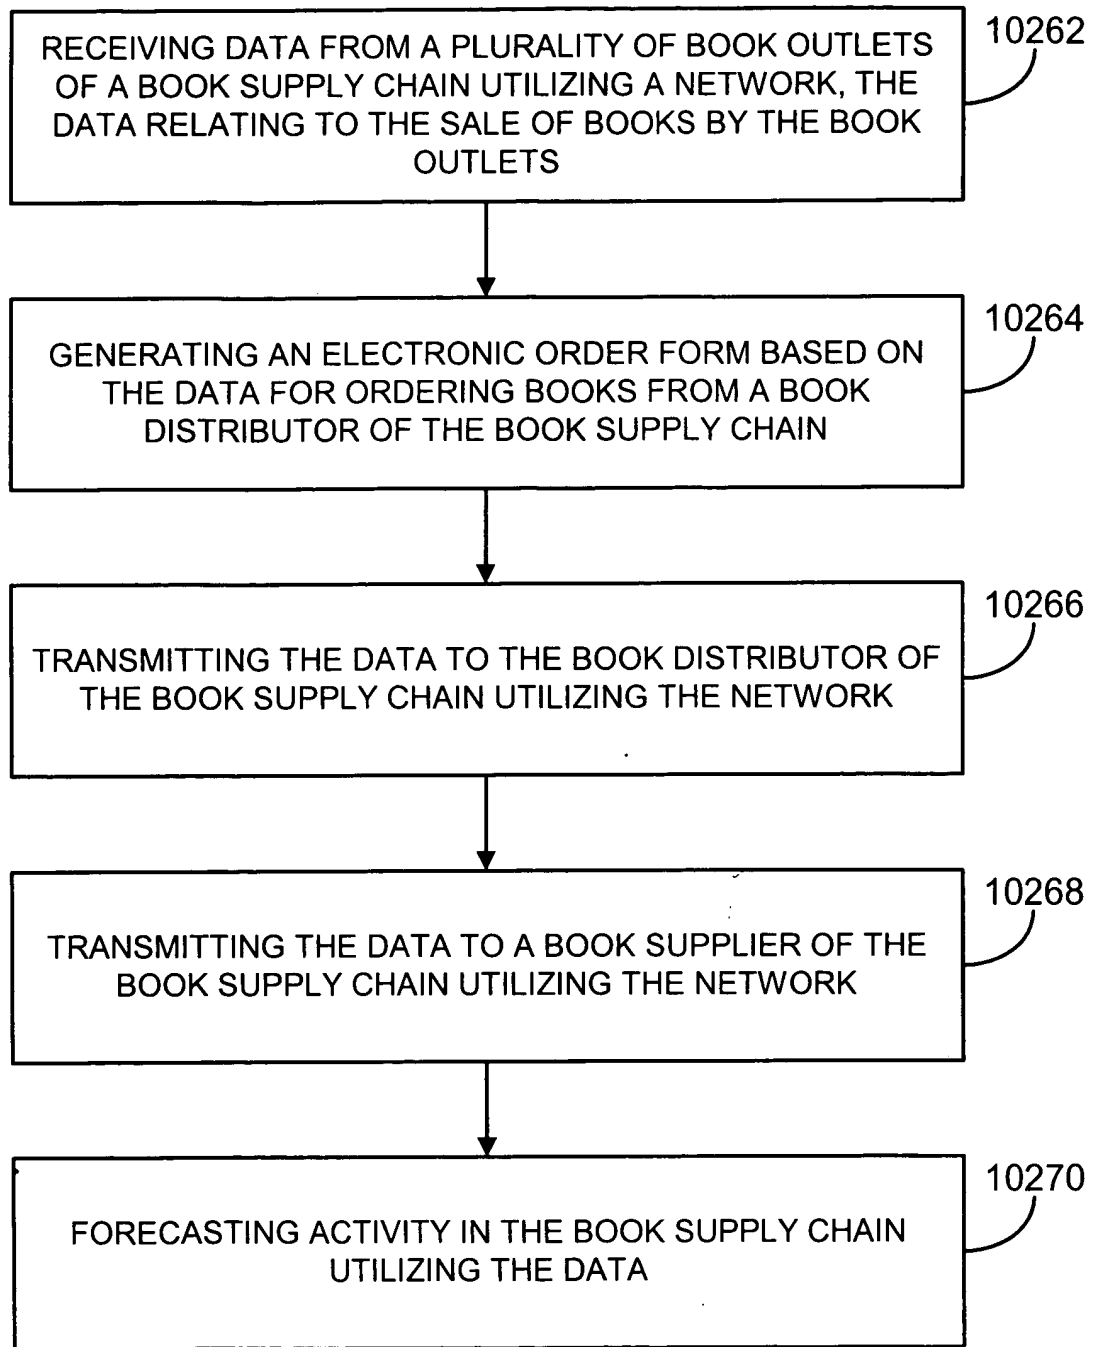 RECEIVING DATA FROM A PLURALITY OF BOOK OUTLETS
OF A BOOK SUPPLY CHAIN UTILIZING A NETWORK, THE
DATA RELATING TO THE SALE OF BOOKS BY THE BOOK
OUTLETS
10262
GENERATING AN ELECTRONIC ORDER FORM BASED ON
THE DATA FOR ORDERING BOOKS FROM A BOOK
DISTRIBUTOR OF THE BOOK SUPPLY CHAIN
10264
TRANSMITTING THE DATA TO THE BOOK DISTRIBUTOR OF
THE BOOK SUPPLY CHAIN UTILIZING THE NETWORK
10266
TRANSMITTING THE DATA TO A BOOK SUPPLIER OF THE
BOOK SUPPLY CHAIN UTILIZING THE NETWORK
10268
FORECASTING ACTIVITY IN THE BOOK SUPPLY CHAIN
UTILIZING THE DATA
10270